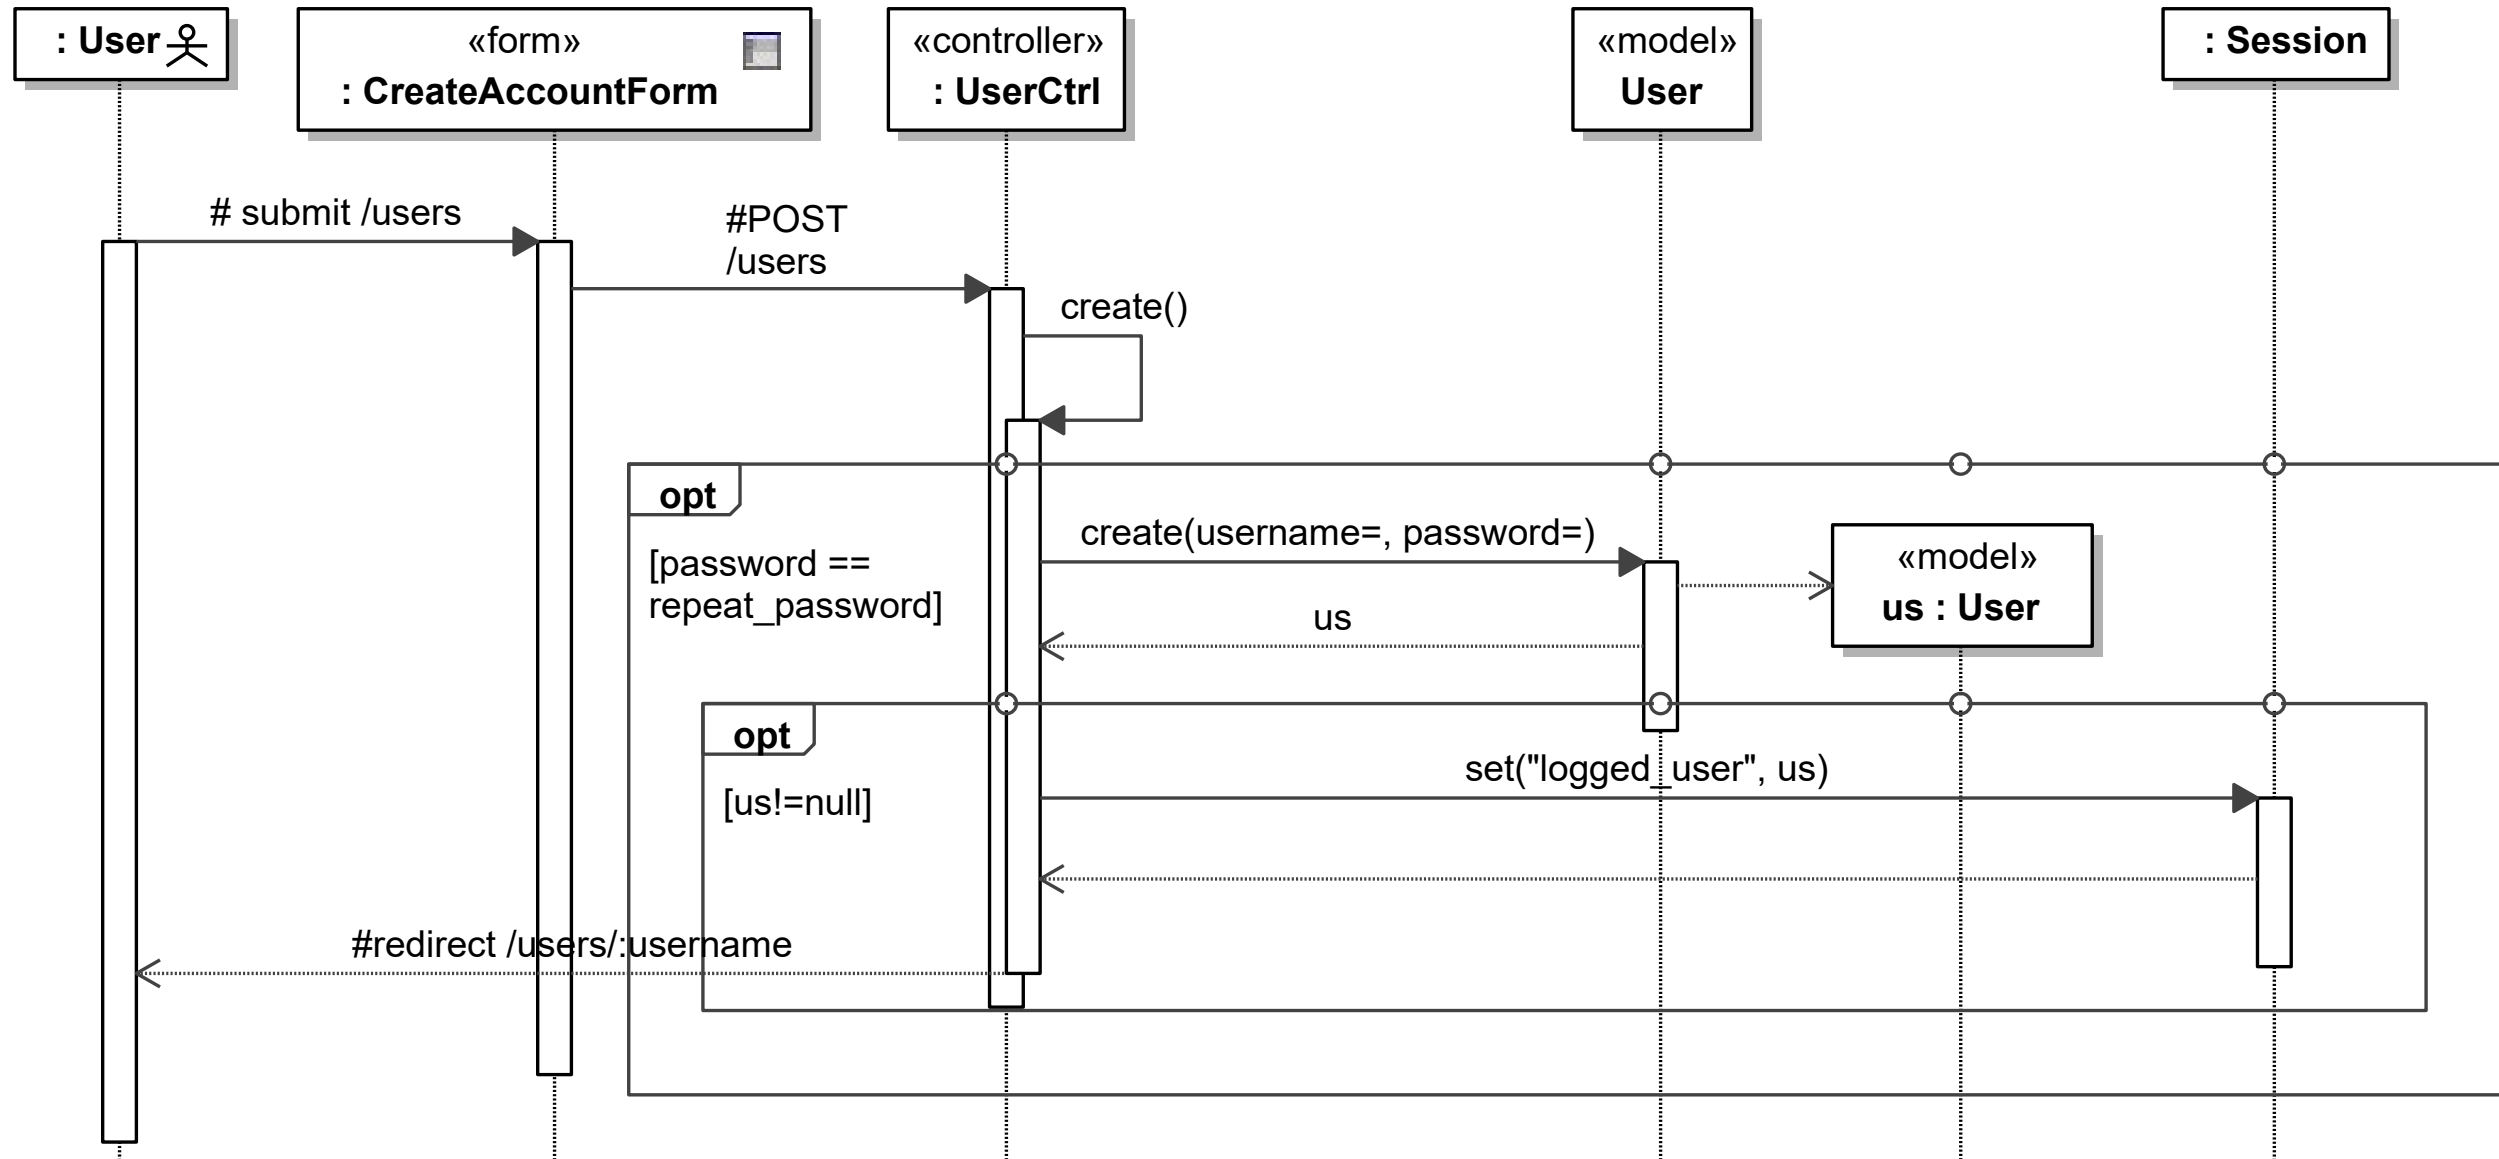 : User
«form»
: CreateAccountForm
«controller»
: UserCtrl
«model»
User
: Session
# submit /users
#POST
/users
create()
opt
[password ==
repeat_password]
create(username=, password=)
«model»
us : User
us
opt
[us!=null]
set("logged_user", us)
#redirect /users/:username